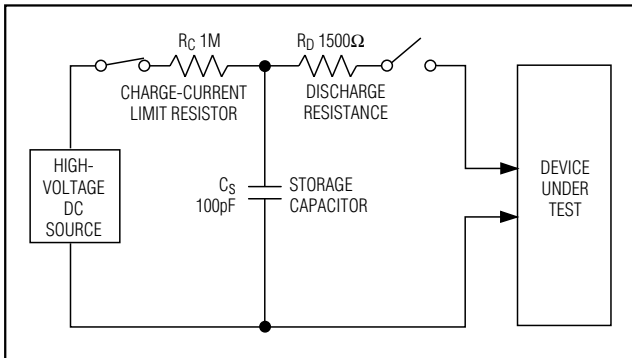 RC 1M
CHARGE-CURRENT
LIMIT RESISTOR
RD 1500Ω
DISCHARGE
RESISTANCE
HIGH-
VOLTAGE
DC
SOURCE
CS
100pF
STORAGE
CAPACITOR
DEVICE
UNDER
TEST